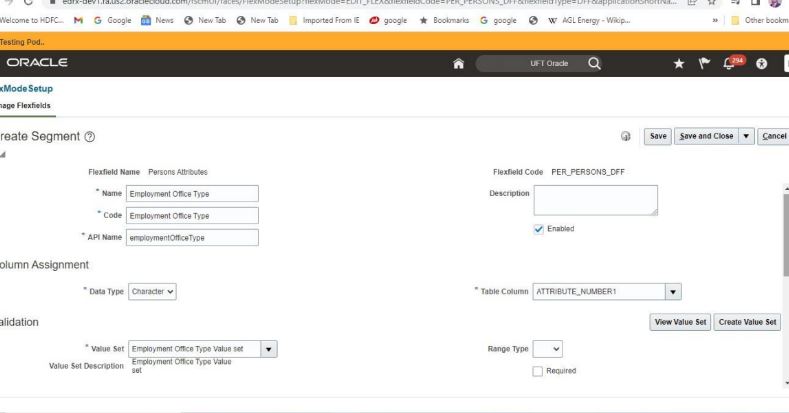 edrx-dev1.fa.us2.oraclecloud.com/fscmUI/faces/FlexModeSetup?flexMode=EDIT_FLEX&flexfieldCode=PER_PERSONS_DFF&flexfieldType=DFF&applicationShortNa...
Welcome to HDFC... Google News New Tab New Tab Imported From IE google Bookmarks google AGL Energy - Wikip... » Other bookm
Testing Pod..
ORACLE UFT Oracle 294
xModeSetup
nage Flexfields
reate Segment Save Save and Close Cancel
Flexfield Name Persons Attributes Flexfield Code PER_PERSONS_DFF
* Name Employment Office Type Description
* Code Employment Office Type
Enabled
* API Name employmentOfficeType
olumn Assignment
* Data Type Character * Table Column ATTRIBUTE_NUMBER1
alidation View Value Set Create Value Set
* Value Set Employment Office Type Value set Range Type
Value Set Description Employment Office Type Value
set
Required